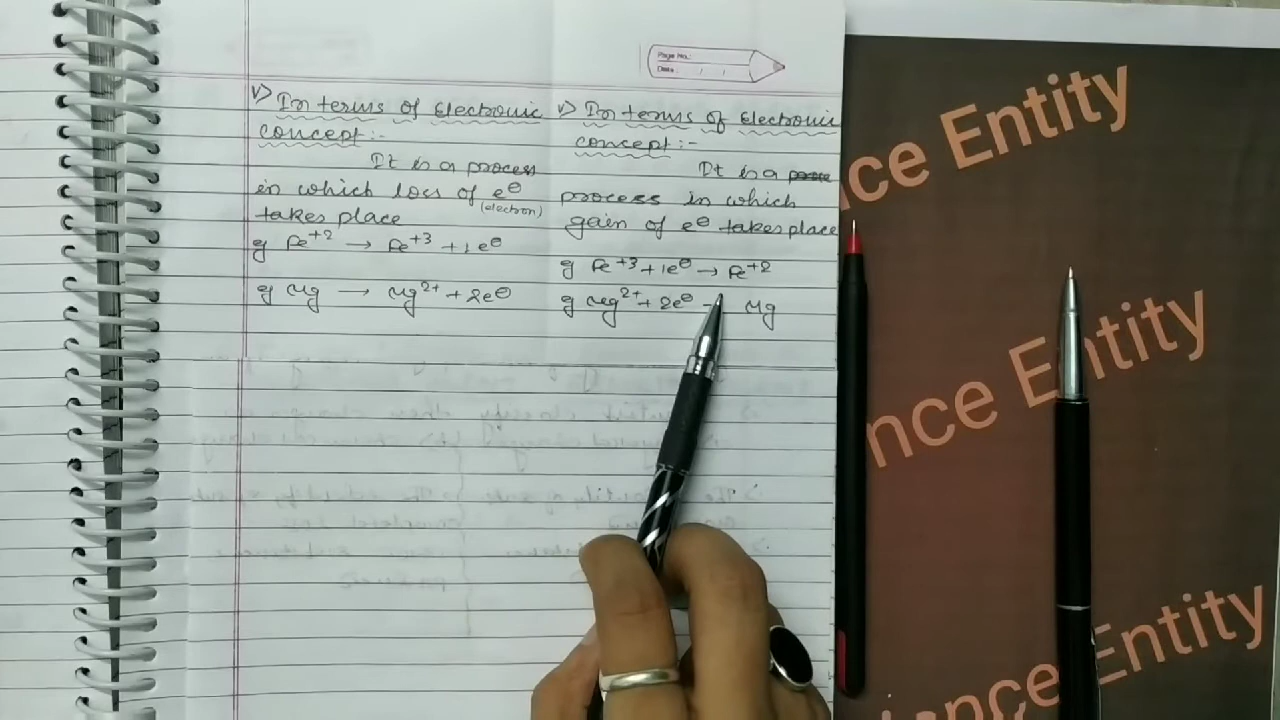 Page No.:
Date: / /
V> In terms of Electronic
concept:-
It is a process
in which loss of e⊖
(electron)
takes place
eg Fe⁺² → Fe⁺³ + 1e⊖
eg Mg → Mg²⁺ + 2e⊖
V> In terms of Electronic
concept:-
It is a
process in which
gain of e⊖ takes place
eg Fe⁺³ + 1e⊖ → Fe⁺²
eg Mg²⁺ + 2e⊖ → Mg
nce Entity
nce Entity
ience Entity